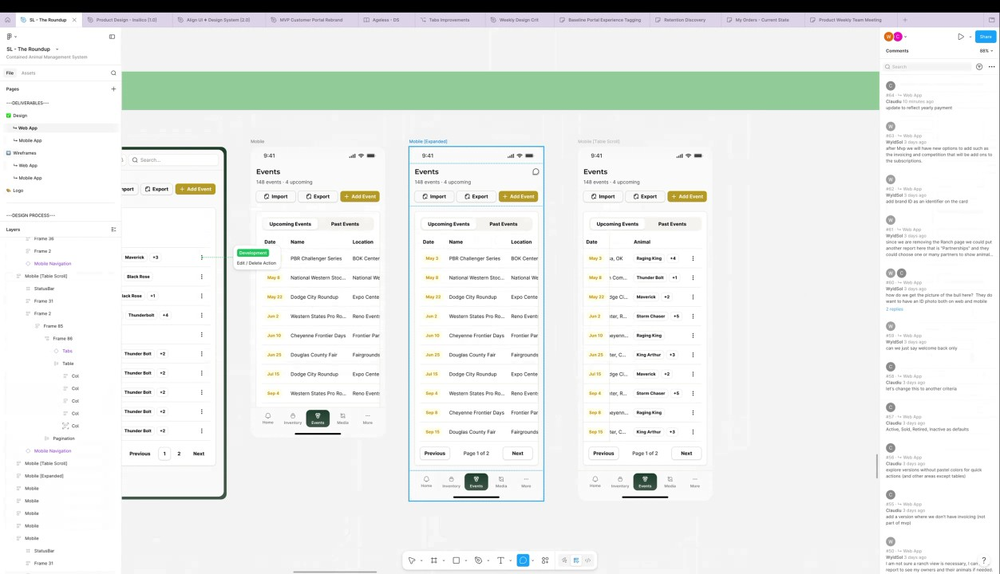 SL - The Roundup
Product Design - Insilico [1.0]
Align UI ✦ Design System [2.0]
MVP Customer Portal Rebrand
Ageless - DS
Tabs Improvements
Weekly Design Crit
Baseline Portal Experience Tagging
Retention Discovery
My Orders - Current State
Product Weekly Team Meeting
SL - The Roundup
Contained Animal Management System
File
Assets
Pages
---DELIVERABLES---
Design
↳ Web App
↳ Mobile App
Wireframes
↳ Web App
↳ Mobile App
Logo
---DESIGN PROCESS---
Layers
Frame 36
Frame 2
Mobile Navigation
Mobile [Table Scroll]
StatusBar
Frame 31
Frame 2
Frame 85
Frame 86
Tabs
Table
Col
Col
Col
Col
Col
Pagination
Mobile Navigation
Mobile [Table Scroll]
Mobile [Expanded]
Mobile
Mobile
Mobile
Mobile
Mobile
StatusBar
Frame 31
Search...
port
Export
+ Add Event
Maverick +3
Black Rose
lack Rose +1
Thunderbolt +4
Thunder Bolt +2
Thunder Bolt +2
Thunder Bolt +2
Thunder Bolt +2
Thunder Bolt +2
Previous 1 2 Next
Development
Edit / Delete Action
Mobile
9:41
Events
148 events · 4 upcoming
Import
Export
+ Add Event
Upcoming Events
Past Events
Date Name Location
May 3 PBR Challenger Series BOK Center
May 8 National Western Stoc... National We
May 22 Dodge City Roundup Expo Cente
Jun 2 Western States Pro Ro... Reno Events
Jun 10 Cheyenne Frontier Days Frontier Par
Jun 25 Douglas County Fair Fairgrounds
Jul 15 Dodge City Roundup Expo Cente
Sep 4 Western States Pro Ro... Reno Events
Home
Inventory
Events
Media
More
Mobile [Expanded]
9:41
Events
148 events · 4 upcoming
Import
Export
+ Add Event
Upcoming Events
Past Events
Date Name Location
May 3 PBR Challenger Series BOK Center
May 8 National Western Stoc... National We
May 22 Dodge City Roundup Expo Cente
Jun 2 Western States Pro Ro... Reno Events
Jun 10 Cheyenne Frontier Days Frontier Par
Jun 25 Douglas County Fair Fairgrounds
Jul 15 Dodge City Roundup Expo Cente
Sep 4 Western States Pro Ro... Reno Events
Sep 8 Cheyenne Frontier Days Frontier Par
Sep 15 Douglas County Fair Fairgrounds
Previous
Page 1 of 2
Next
Home
Inventory
Events
Media
More
Mobile [Table Scroll]
9:41
Events
148 events · 4 upcoming
Import
Export
+ Add Event
Upcoming Events
Past Events
Date Animal
May 3 sa, OK Raging King +4
May 8 n Com... Thunder Bolt +1
May 22 dge Ci... Maverick +2
Jun 2 ter, R... Storm Chaser +5
Jun 10 eyenn... Raging King
Jun 25 ter, C... King Arthur +3
Jul 15 dge C... Maverick +2
Sep 4 nter, R... Storm Chaser +5
Sep 8 heyenn... Raging King
Sep 15 ter, C... King Arthur +3
Previous
Page 1 of 2
Next
Home
Inventory
Events
Media
More
W C
Share
Comments
68%
Search
C
#64 · ↳ Web App
Claudiu 10 minutes ago
update to reflect yearly payment
W
#63 · ↳ Web App
WyldSol 3 days ago
after Mvp we will have new options to add such as
the invoicing and competition that will be add ons to
the subscriptions.
W
#62 · ↳ Web App
WyldSol 3 days ago
add brand ID as an identifier on the card
W
#61 · ↳ Web App
WyldSol 3 days ago
since we are removing the Ranch page we could put
another report here that is "Partnerships" and they
could choose one or many partners to show animal...
W C
#60 · ↳ Web App
WyldSol 3 days ago
how do we get the picture of the bull here? They do
want to have an ID photo both on web and mobile
2 replies
W
#59 · ↳ Web App
WyldSol 3 days ago
can we just say welcome back only
C
#58 · ↳ Web App
Claudiu 3 days ago
let's change this to another criteria
C
#57 · ↳ Web App
Claudiu 3 days ago
Active, Sold, Retired, Inactive as defaults
C
#56 · ↳ Web App
Claudiu 3 days ago
explore versions without pastel colors for quick
actions (and other areas except tables)
C
#55 · ↳ Web App
Claudiu 3 days ago
add a version where we don't have invoicing (not
part of mvp)
W
#50 · ↳ Web App
WyldSol 3 days ago
I am not sure a ranch view is necessary, I can
report to see my owners and their animals if needed.
?